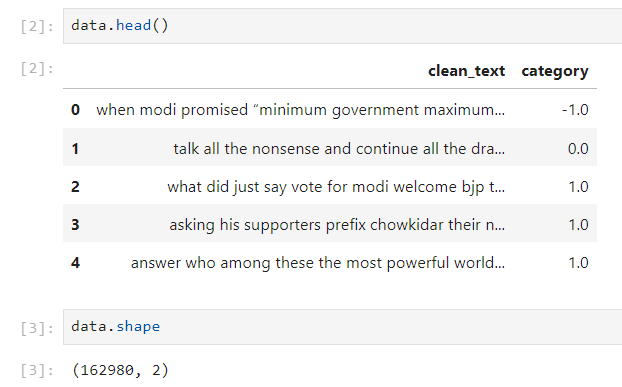 [2]: data.head()
[2]:
clean_text category
0 when modi promised “minimum government maximum... -1.0
1 talk all the nonsense and continue all the dra... 0.0
2 what did just say vote for modi welcome bjp t... 1.0
3 asking his supporters prefix chowkidar their n... 1.0
4 answer who among these the most powerful world... 1.0
[3]: data.shape
[3]: (162980, 2)